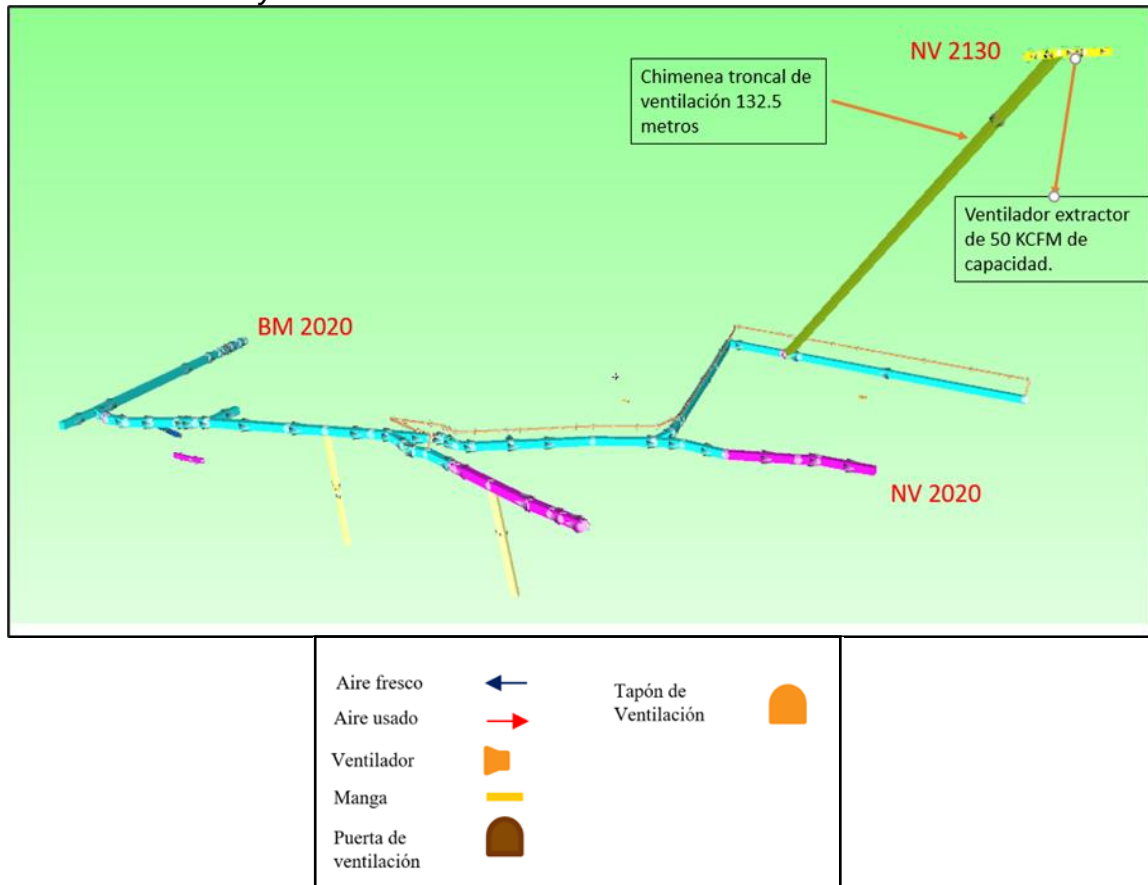 NV 2130
Chimenea troncal de
ventilación 132.5
metros
Ventilador extractor
de 50 KCFM de
capacidad.
BM 2020
NV 2020
Aire fresco
Aire usado
Ventilador
Manga
Puerta de
ventilación
Tapón de
Ventilación